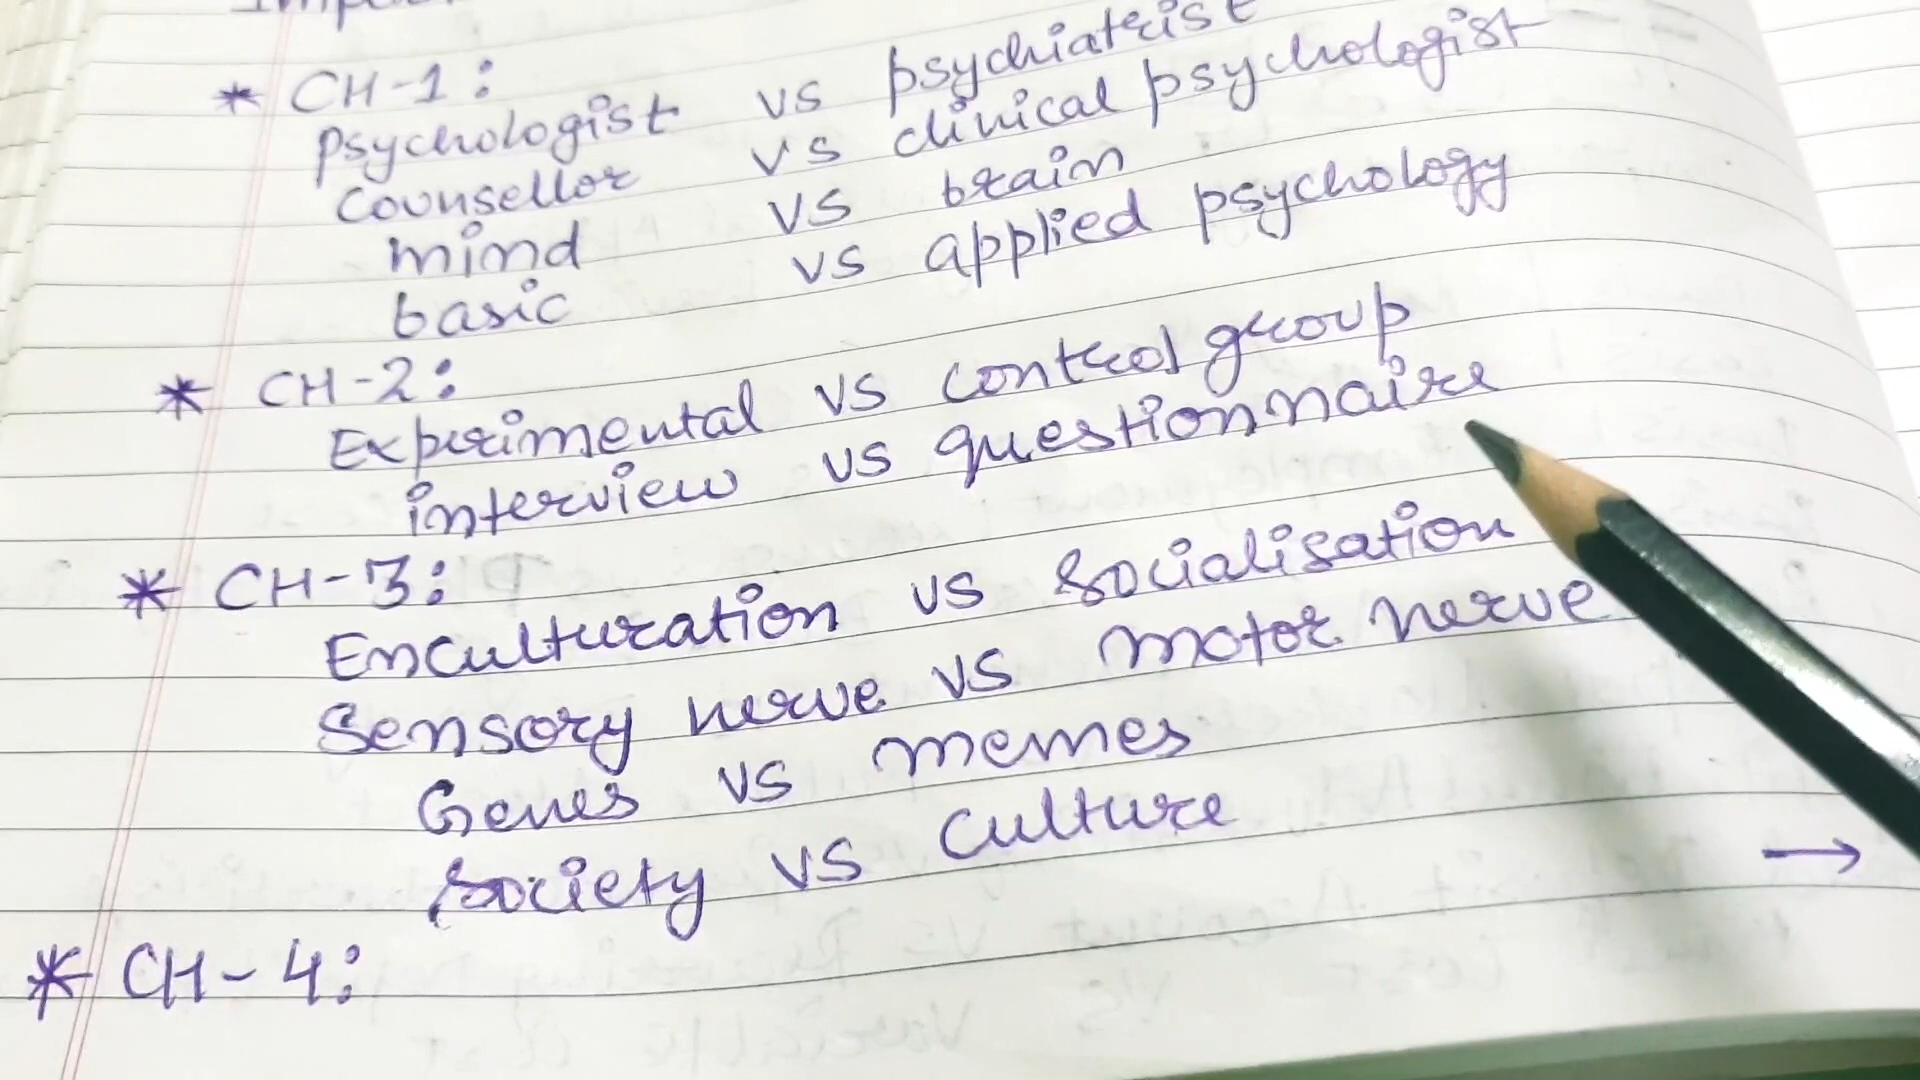 * CH-1:
Psychologist vs psychiatrist
Counsellor vs clinical psychologist
mind vs brain
basic vs applied psychology
* CH-2:
Experimental vs control group
interview vs questionnaire
* CH-3:
Enculturation vs Socialisation
Sensory nerve vs motor nerve
Genes vs memes
Society vs Culture
→
* CH-4: